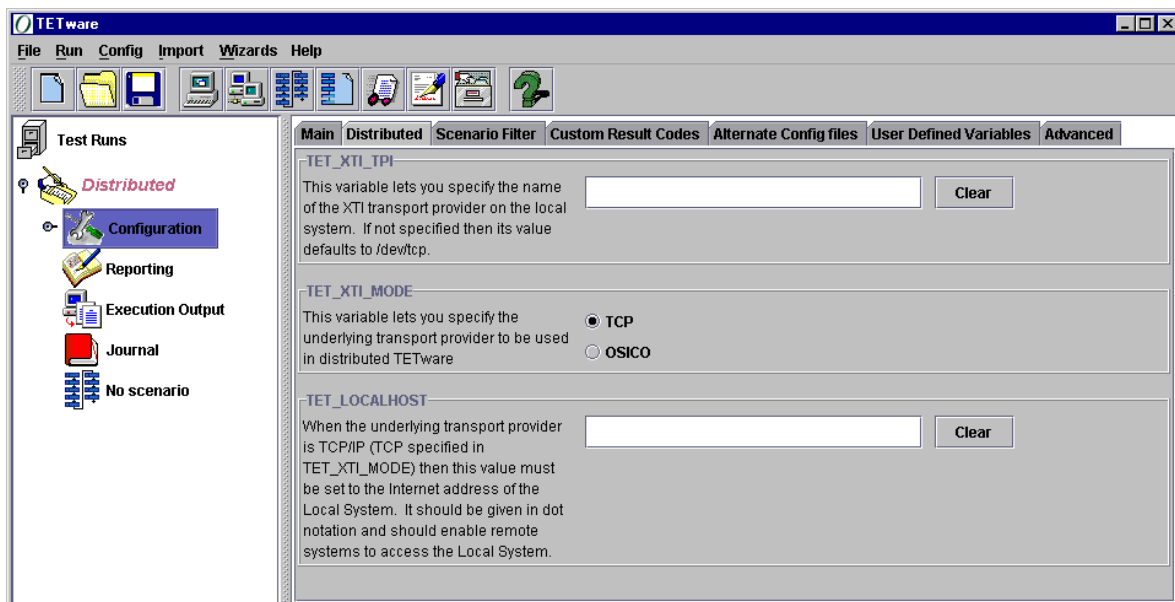 TETware
File Run Config Import Wizards Help
Test Runs
Distributed
Configuration
Reporting
Execution Output
Journal
No scenario
Main Distributed Scenario Filter Custom Result Codes Alternate Config files User Defined Variables Advanced
TET_XTI_TPI
This variable lets you specify the name
of the XTI transport provider on the local
system. If not specified then its value
defaults to /dev/tcp.
Clear
TET_XTI_MODE
This variable lets you specify the
underlying transport provider to be used
in distributed TETware
TCP
OSICO
TET_LOCALHOST
When the underlying transport provider
is TCP/IP (TCP specified in
TET_XTI_MODE) then this value must
be set to the Internet address of the
Local System. It should be given in dot
notation and should enable remote
systems to access the Local System.
Clear